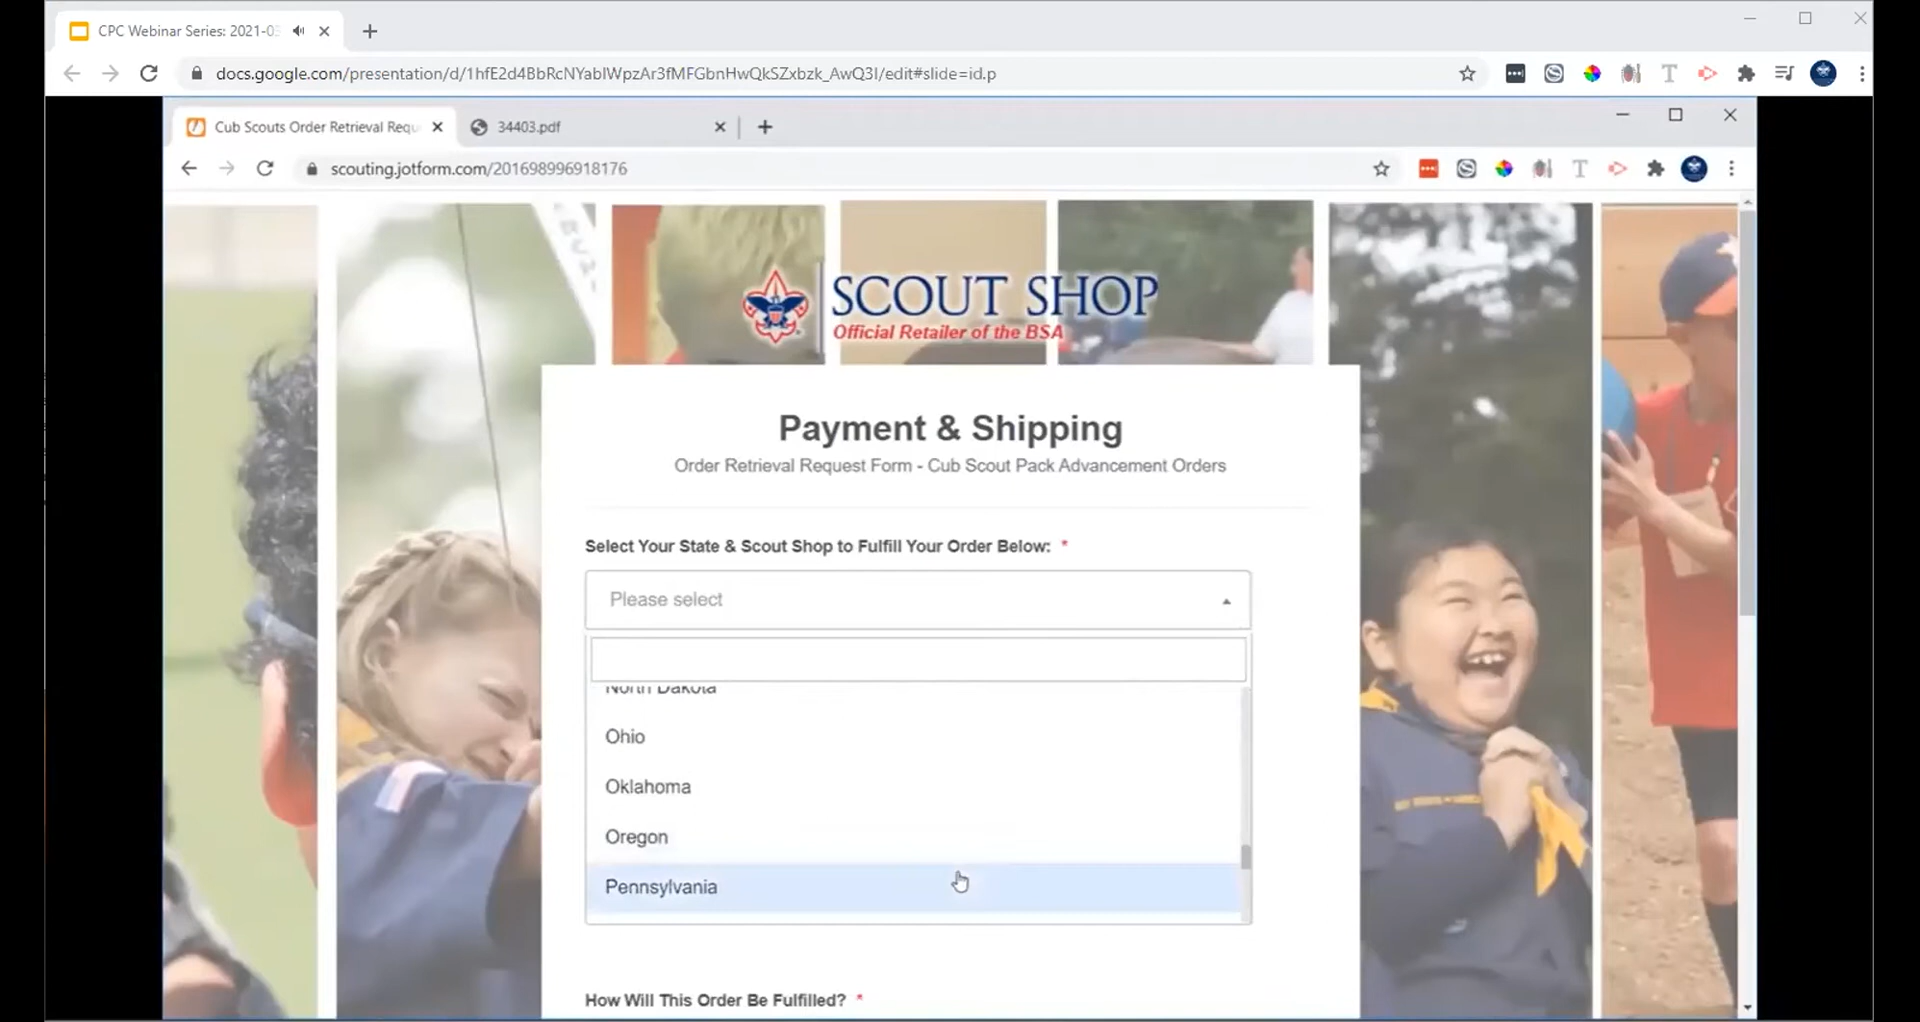 CPC Webinar Series: 2021-03
docs.google.com/presentation/d/1hfE2d4BbRcNYablWpzAr3fMFGbnHwQkSZxbzk_AwQ3I/edit#slide=id.p
Cub Scouts Order Retrieval Requ
34403.pdf
scouting.jotform.com/201698996918176
SCOUT SHOP
Official Retailer of the BSA
Payment & Shipping
Order Retrieval Request Form - Cub Scout Pack Advancement Orders
Select Your State & Scout Shop to Fulfill Your Order Below: *
Please select
North Dakota
Ohio
Oklahoma
Oregon
Pennsylvania
How Will This Order Be Fulfilled? *